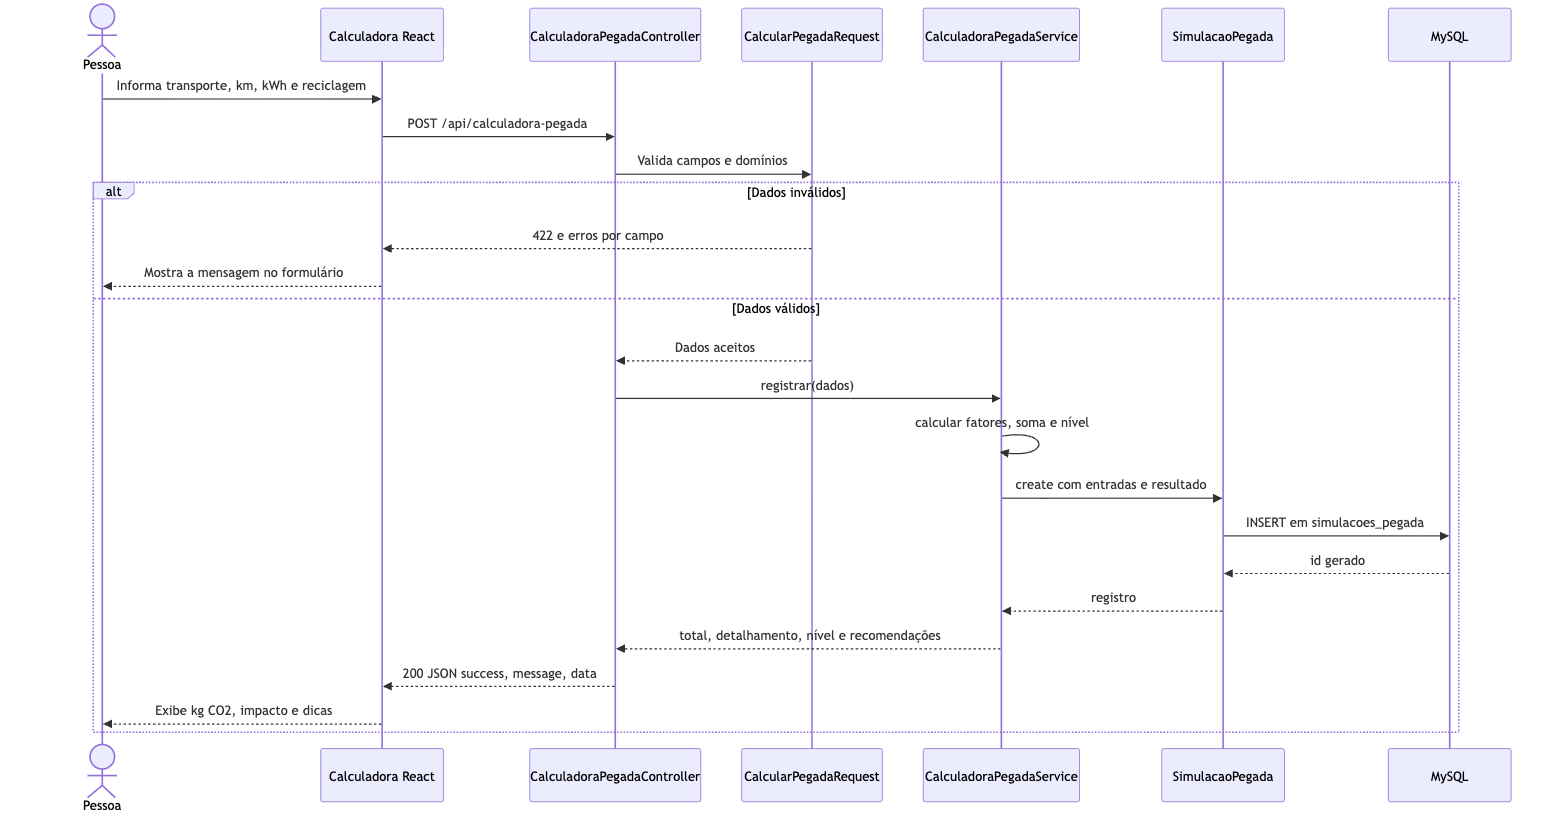 Pessoa
Calculadora React
CalculadoraPegadaController
CalcularPegadaRequest
CalculadoraPegadaService
SimulacaoPegada
MySQL
Informa transporte, km, kWh e reciclagem
POST /api/calculadora-pegada
Valida campos e domínios
alt
[Dados inválidos]
422 e erros por campo
Mostra a mensagem no formulário
[Dados válidos]
Dados aceitos
registrar(dados)
calcular fatores, soma e nível
create com entradas e resultado
INSERT em simulacoes_pegada
id gerado
registro
total, detalhamento, nível e recomendações
200 JSON success, message, data
Exibe kg CO2, impacto e dicas
Pessoa
Calculadora React
CalculadoraPegadaController
CalcularPegadaRequest
CalculadoraPegadaService
SimulacaoPegada
MySQL